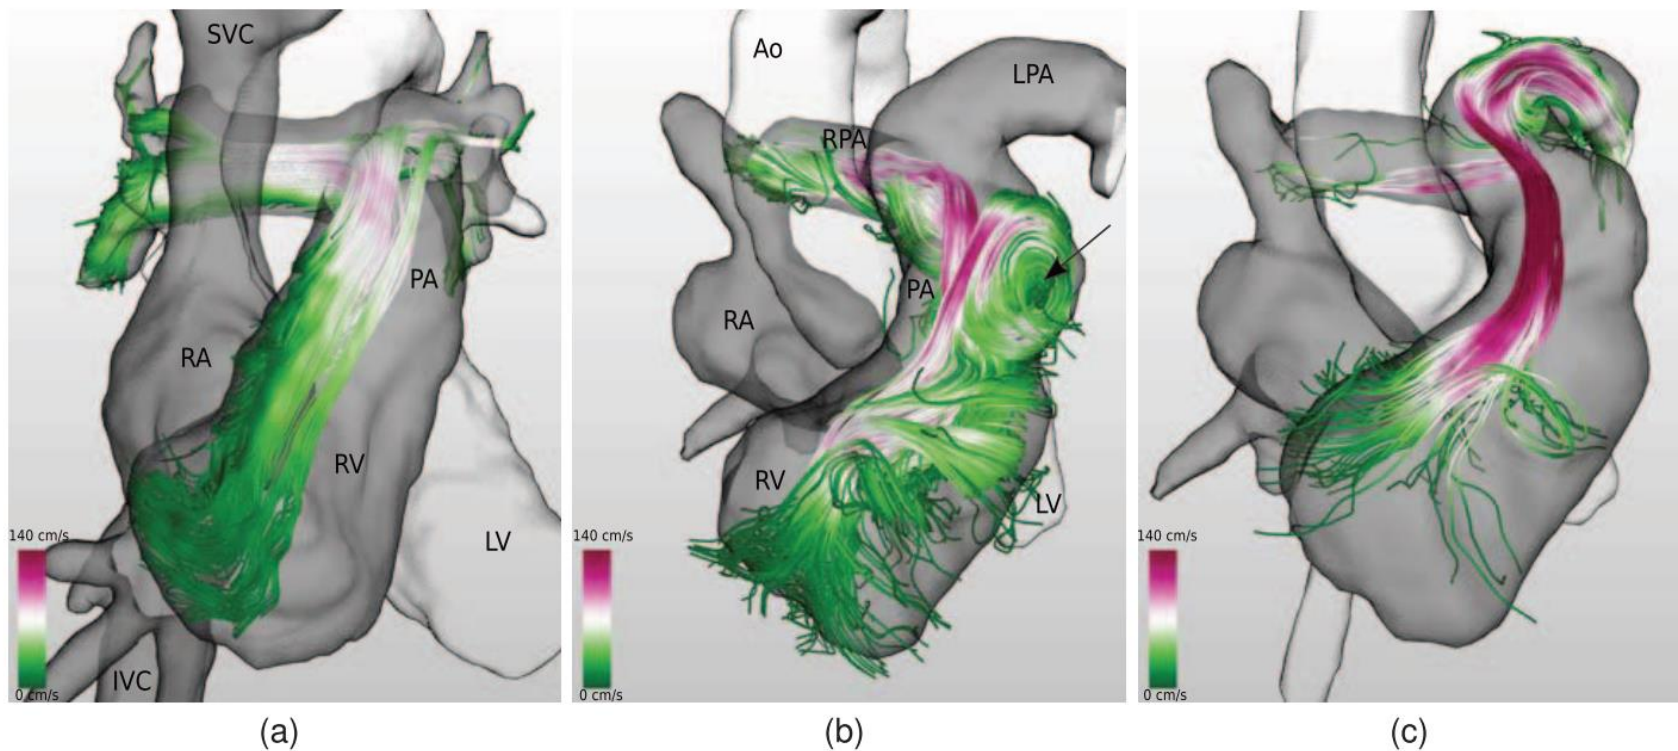 SVC
PA
RA
RV
LV
IVC
140 cm/s
0 cm/s
(a)
Ao
LPA
RPA
PA
RA
RV
LV
140 cm/s
0 cm/s
(b)
140 cm/s
0 cm/s
(c)